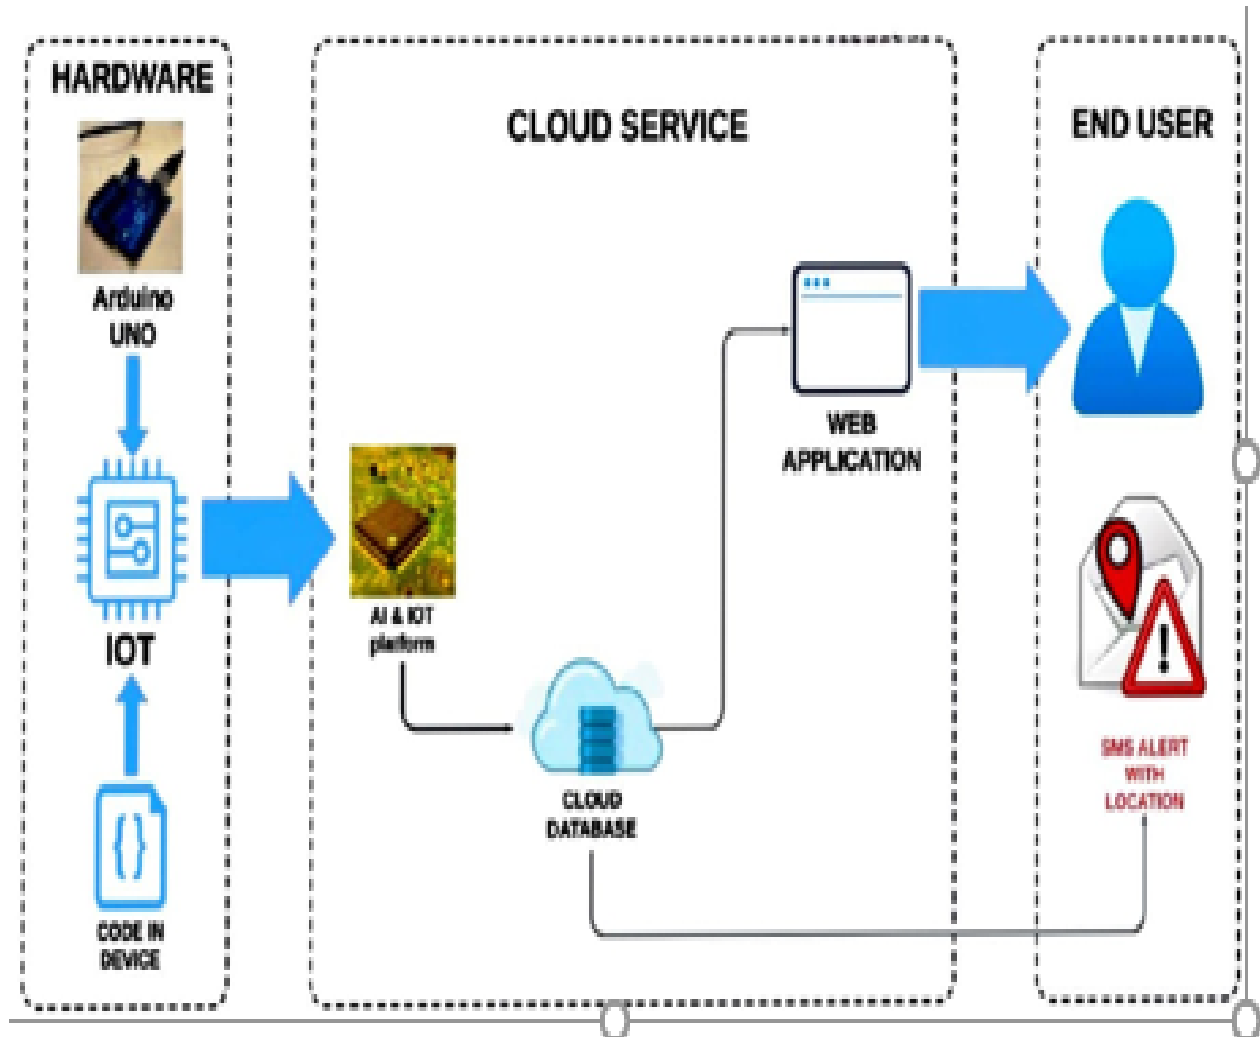 HARDWARE
Arduino
UNO
IOT
CODE IN
DEVICE
CLOUD SERVICE
AI & IOT
platform
CLOUD
DATABASE
WEB
APPLICATION
END USER
SMS ALERT
WITH
LOCATION